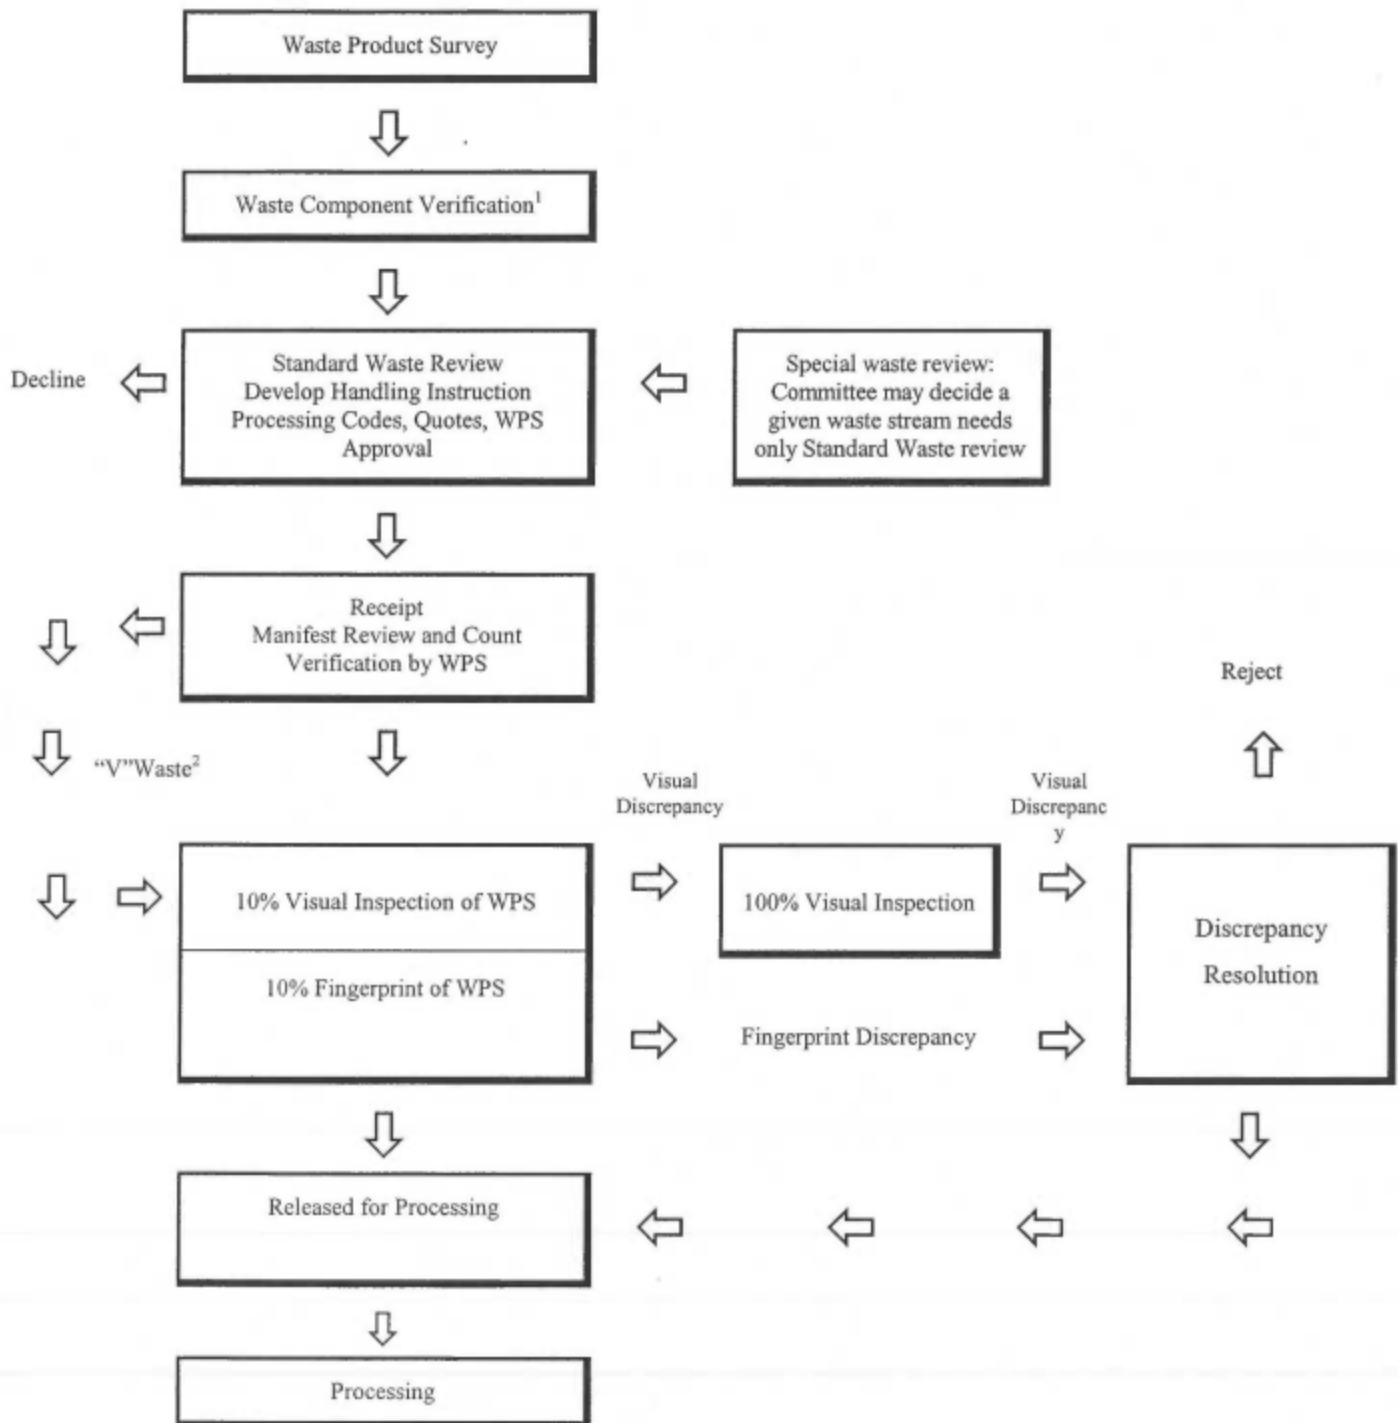 Waste Product Survey
Waste Component Verification¹
Decline
Standard Waste Review
Develop Handling Instruction
Processing Codes, Quotes, WPS
Approval
Special waste review:
Committee may decide a
given waste stream needs
only Standard Waste review
Receipt
Manifest Review and Count
Verification by WPS
Reject
“V”Waste²
Visual
Discrepancy
Visual
Discrepanc
y
10% Visual Inspection of WPS
100% Visual Inspection
Discrepancy
Resolution
10% Fingerprint of WPS
Fingerprint Discrepancy
Released for Processing
Processing